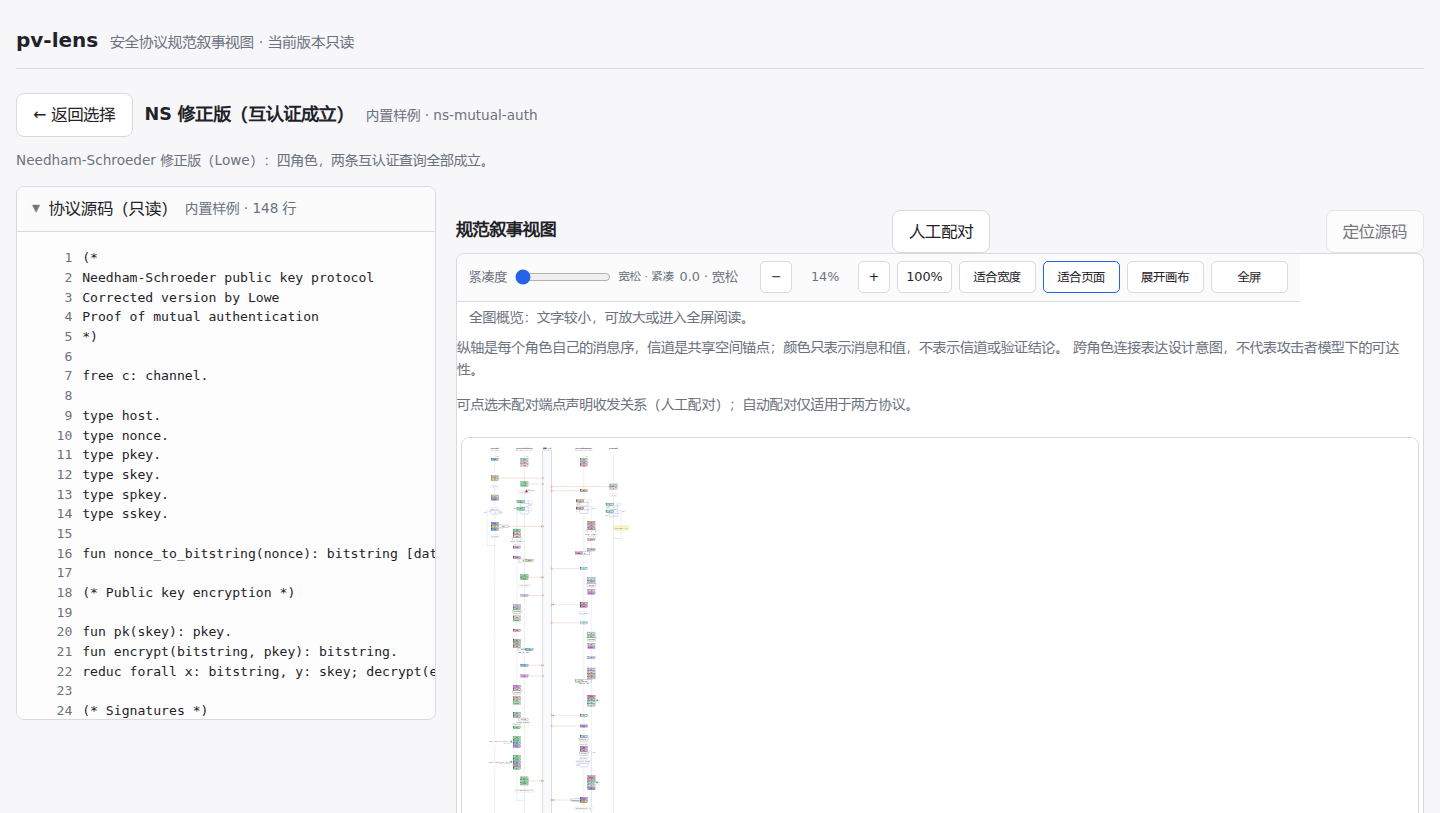 pv-lens 安全协议规范叙事视图 · 当前版本只读
← 返回选择 NS 修正版（互认证成立） 内置样例 · ns-mutual-auth
Needham-Schroeder 修正版（Lowe）：四角色，两条互认证查询全部成立。
▼ 协议源码（只读） 内置样例 · 148 行
1 (*
2 Needham-Schroeder public key protocol
3 Corrected version by Lowe
4 Proof of mutual authentication
5 *)
6
7 free c: channel.
8
9 type host.
10 type nonce.
11 type pkey.
12 type skey.
13 type spkey.
14 type sskey.
15
16 fun nonce_to_bitstring(nonce): bitstring [dat
17
18 (* Public key encryption *)
19
20 fun pk(skey): pkey.
21 fun encrypt(bitstring, pkey): bitstring.
22 reduc forall x: bitstring, y: skey; decrypt(e
23
24 (* Signatures *)
规范叙事视图 人工配对 定位源码
紧凑度 宽松 · 紧凑 0.0 · 宽松 − 14% + 100% 适合宽度 适合页面 展开画布 全屏
全图概览：文字较小，可放大或进入全屏阅读。
纵轴是每个角色自己的消息序，信道是共享空间锚点；颜色只表示消息和值，不表示信道或验证结论。 跨角色连接表达设计意图，不代表攻击者模型下的可达
性。
可点选未配对端点声明收发关系（人工配对）；自动配对仅适用于两方协议。